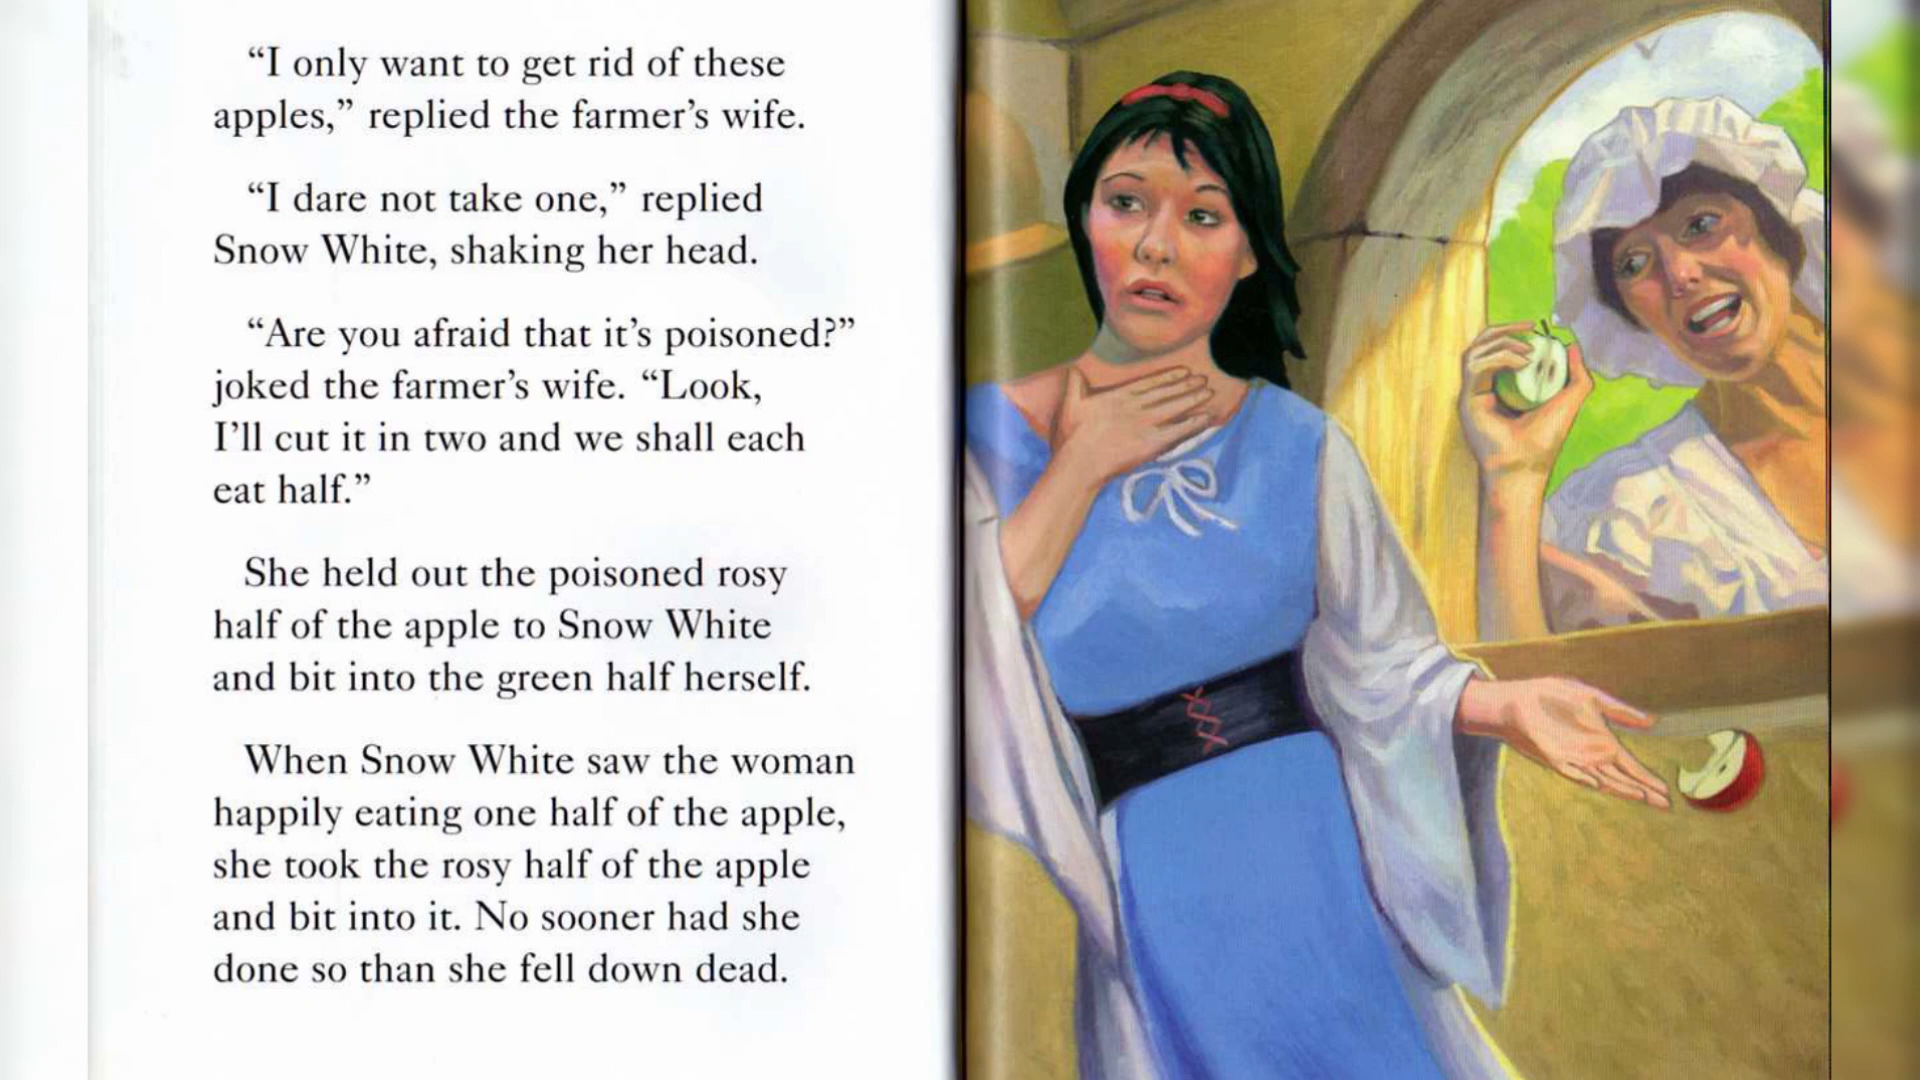 “I only want to get rid of these
apples,” replied the farmer’s wife.
“I dare not take one,” replied
Snow White, shaking her head.
“Are you afraid that it’s poisoned?”
joked the farmer’s wife. “Look,
I’ll cut it in two and we shall each
eat half.”
She held out the poisoned rosy
half of the apple to Snow White
and bit into the green half herself.
When Snow White saw the woman
happily eating one half of the apple,
she took the rosy half of the apple
and bit into it. No sooner had she
done so than she fell down dead.